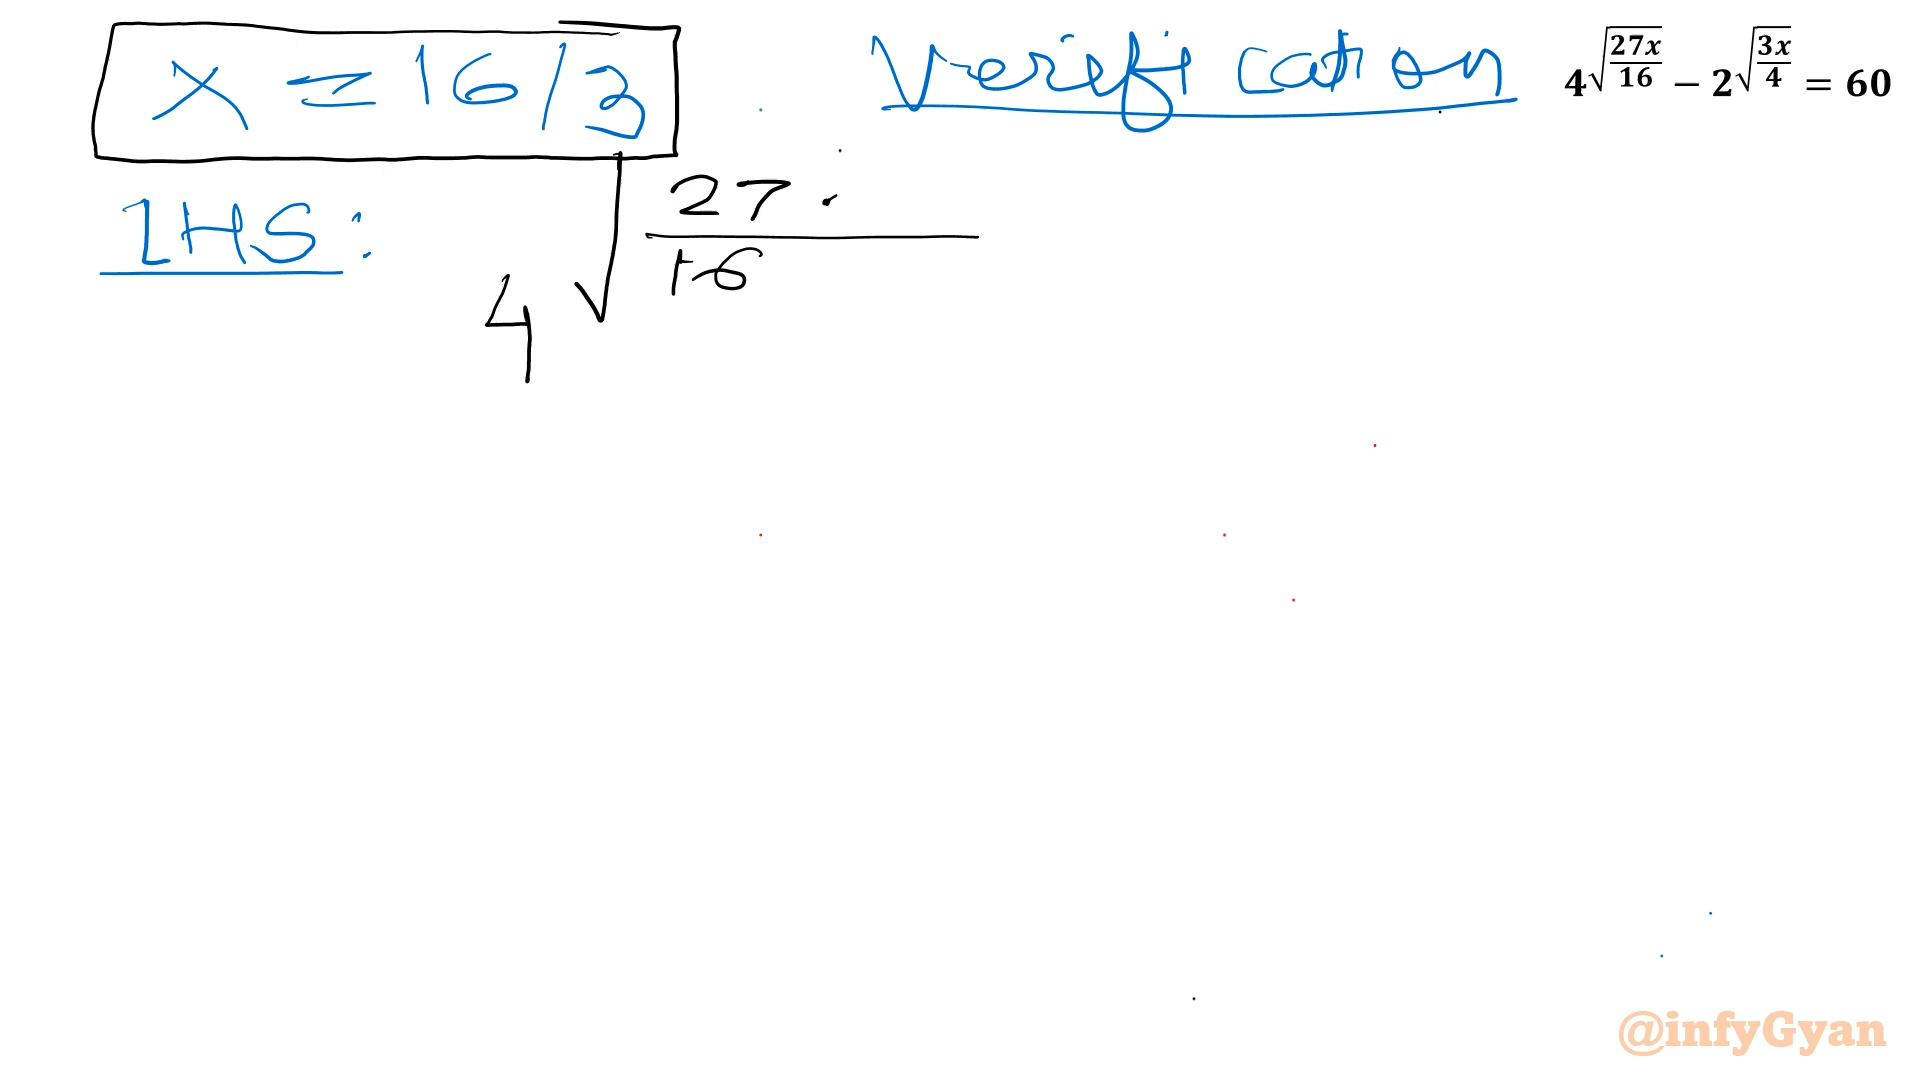 x = 16/3
Verification
4^√(27x/16) − 2^√(3x/4) = 60
LHS:
4^√(27·/16)
@infyGyan